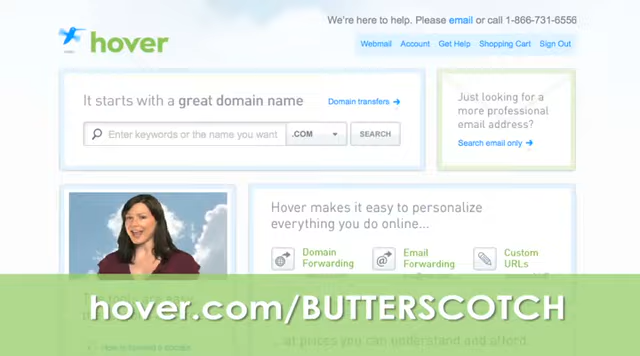 We're here to help. Please email or call 1-866-731-6556
hover
Webmail Account Get Help Shopping Cart Sign Out
It starts with a great domain name
Domain transfers
Enter keywords or the name you want
.COM
SEARCH
Just looking for a
more professional
email address?
Search email only
Hover makes it easy to personalize
everything you do online...
Domain
Forwarding
Email
Forwarding
Custom
URLs
hover.com/BUTTERSCOTCH
... at prices you can understand and afford.